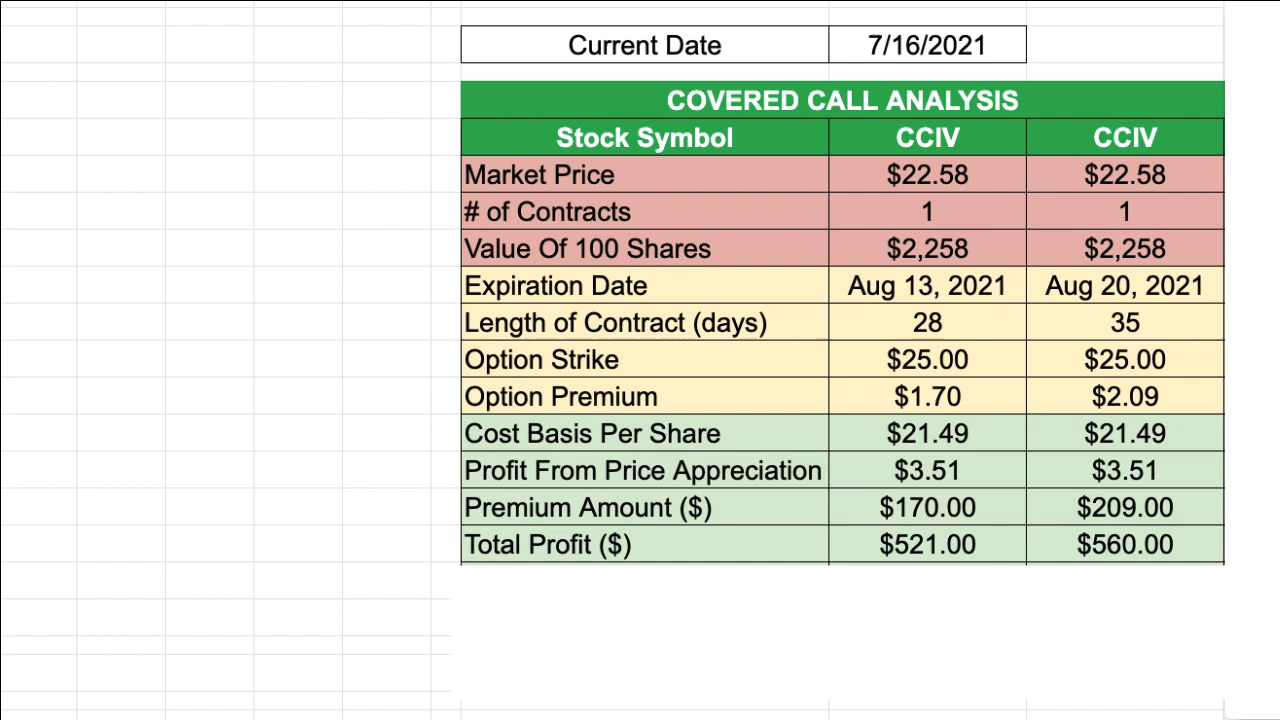 Current Date 7/16/2021
COVERED CALL ANALYSIS
Stock Symbol CCIV CCIV
Market Price $22.58 $22.58
# of Contracts 1 1
Value Of 100 Shares $2,258 $2,258
Expiration Date Aug 13, 2021 Aug 20, 2021
Length of Contract (days) 28 35
Option Strike $25.00 $25.00
Option Premium $1.70 $2.09
Cost Basis Per Share $21.49 $21.49
Profit From Price Appreciation $3.51 $3.51
Premium Amount ($) $170.00 $209.00
Total Profit ($) $521.00 $560.00